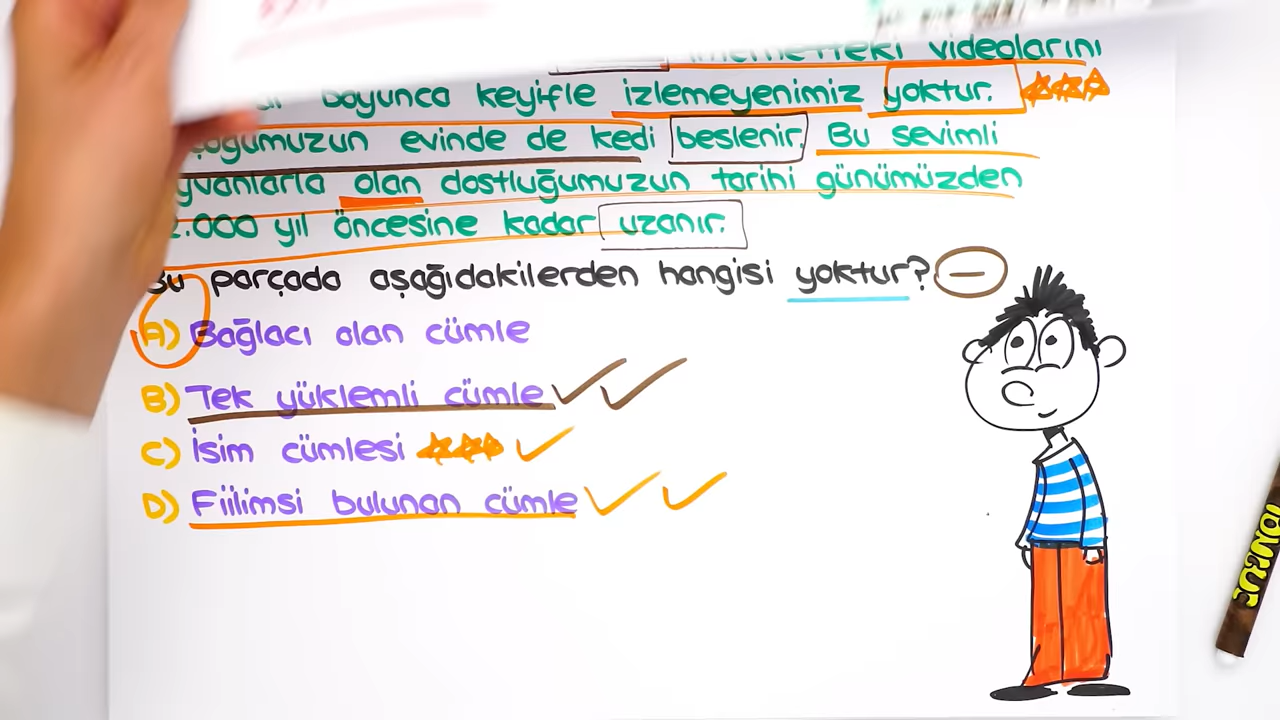 internetteki videolarını
boyunca keyifle izlemeyenimiz yoktur.
çoğumuzun evinde de kedi beslenir. Bu sevimli
olan dostluğumuzun tarihi günümüzden
2.000 yıl öncesine kadar uzanır.
Bu parçada aşağıdakilerden hangisi yoktur? –
A) Bağlacı olan cümle
B) Tek yüklemli cümle
C) İsim cümlesi
D) Fiilimsi bulunan cümle